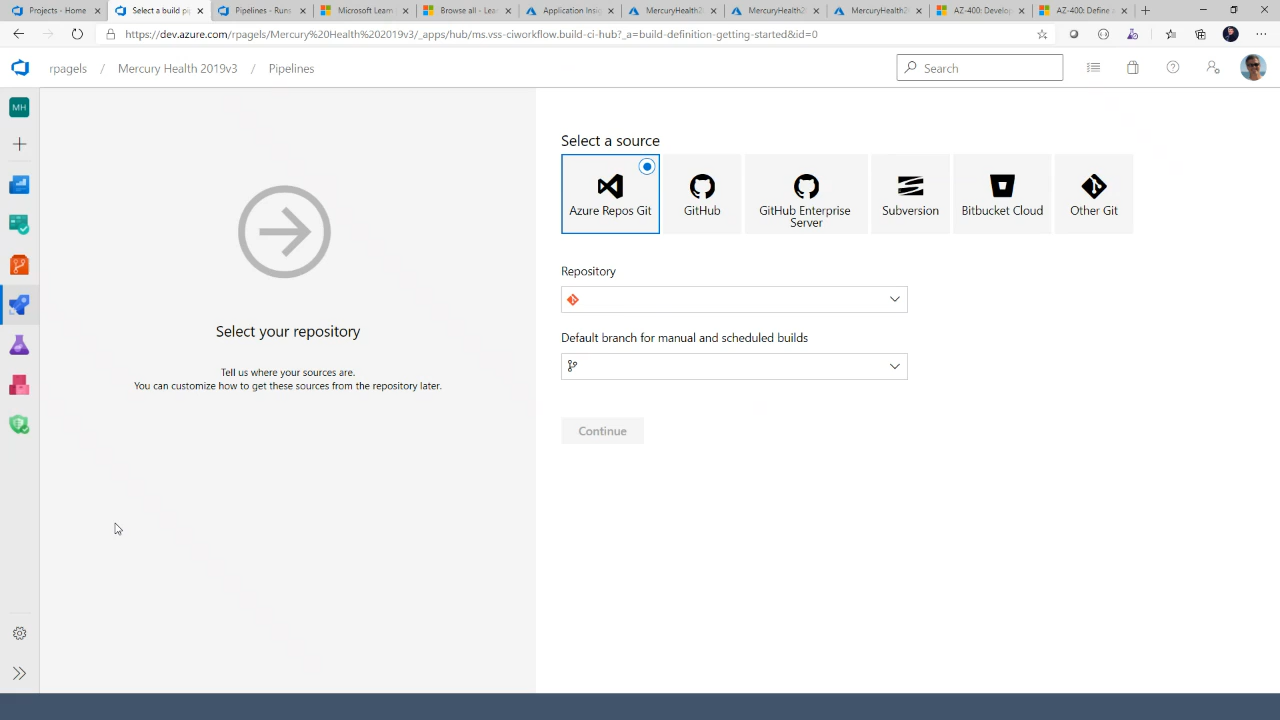 Projects - Home
Select a build pip
Pipelines - Runs
Microsoft Learn
Browse all - Lea
Application Insig
MercuryHealth2
MercuryHealth2
MercuryHealth2
AZ-400: Develop
AZ-400: Define a
https://dev.azure.com/rpagels/Mercury%20Health%202019v3/_apps/hub/ms.vss-ciworkflow.build-ci-hub?_a=build-definition-getting-started&id=0
rpagels / Mercury Health 2019v3 / Pipelines
Search
MH
Select a source
Azure Repos Git
GitHub
GitHub Enterprise
Server
Subversion
Bitbucket Cloud
Other Git
Repository
Select your repository
Default branch for manual and scheduled builds
Tell us where your sources are.
You can customize how to get these sources from the repository later.
Continue